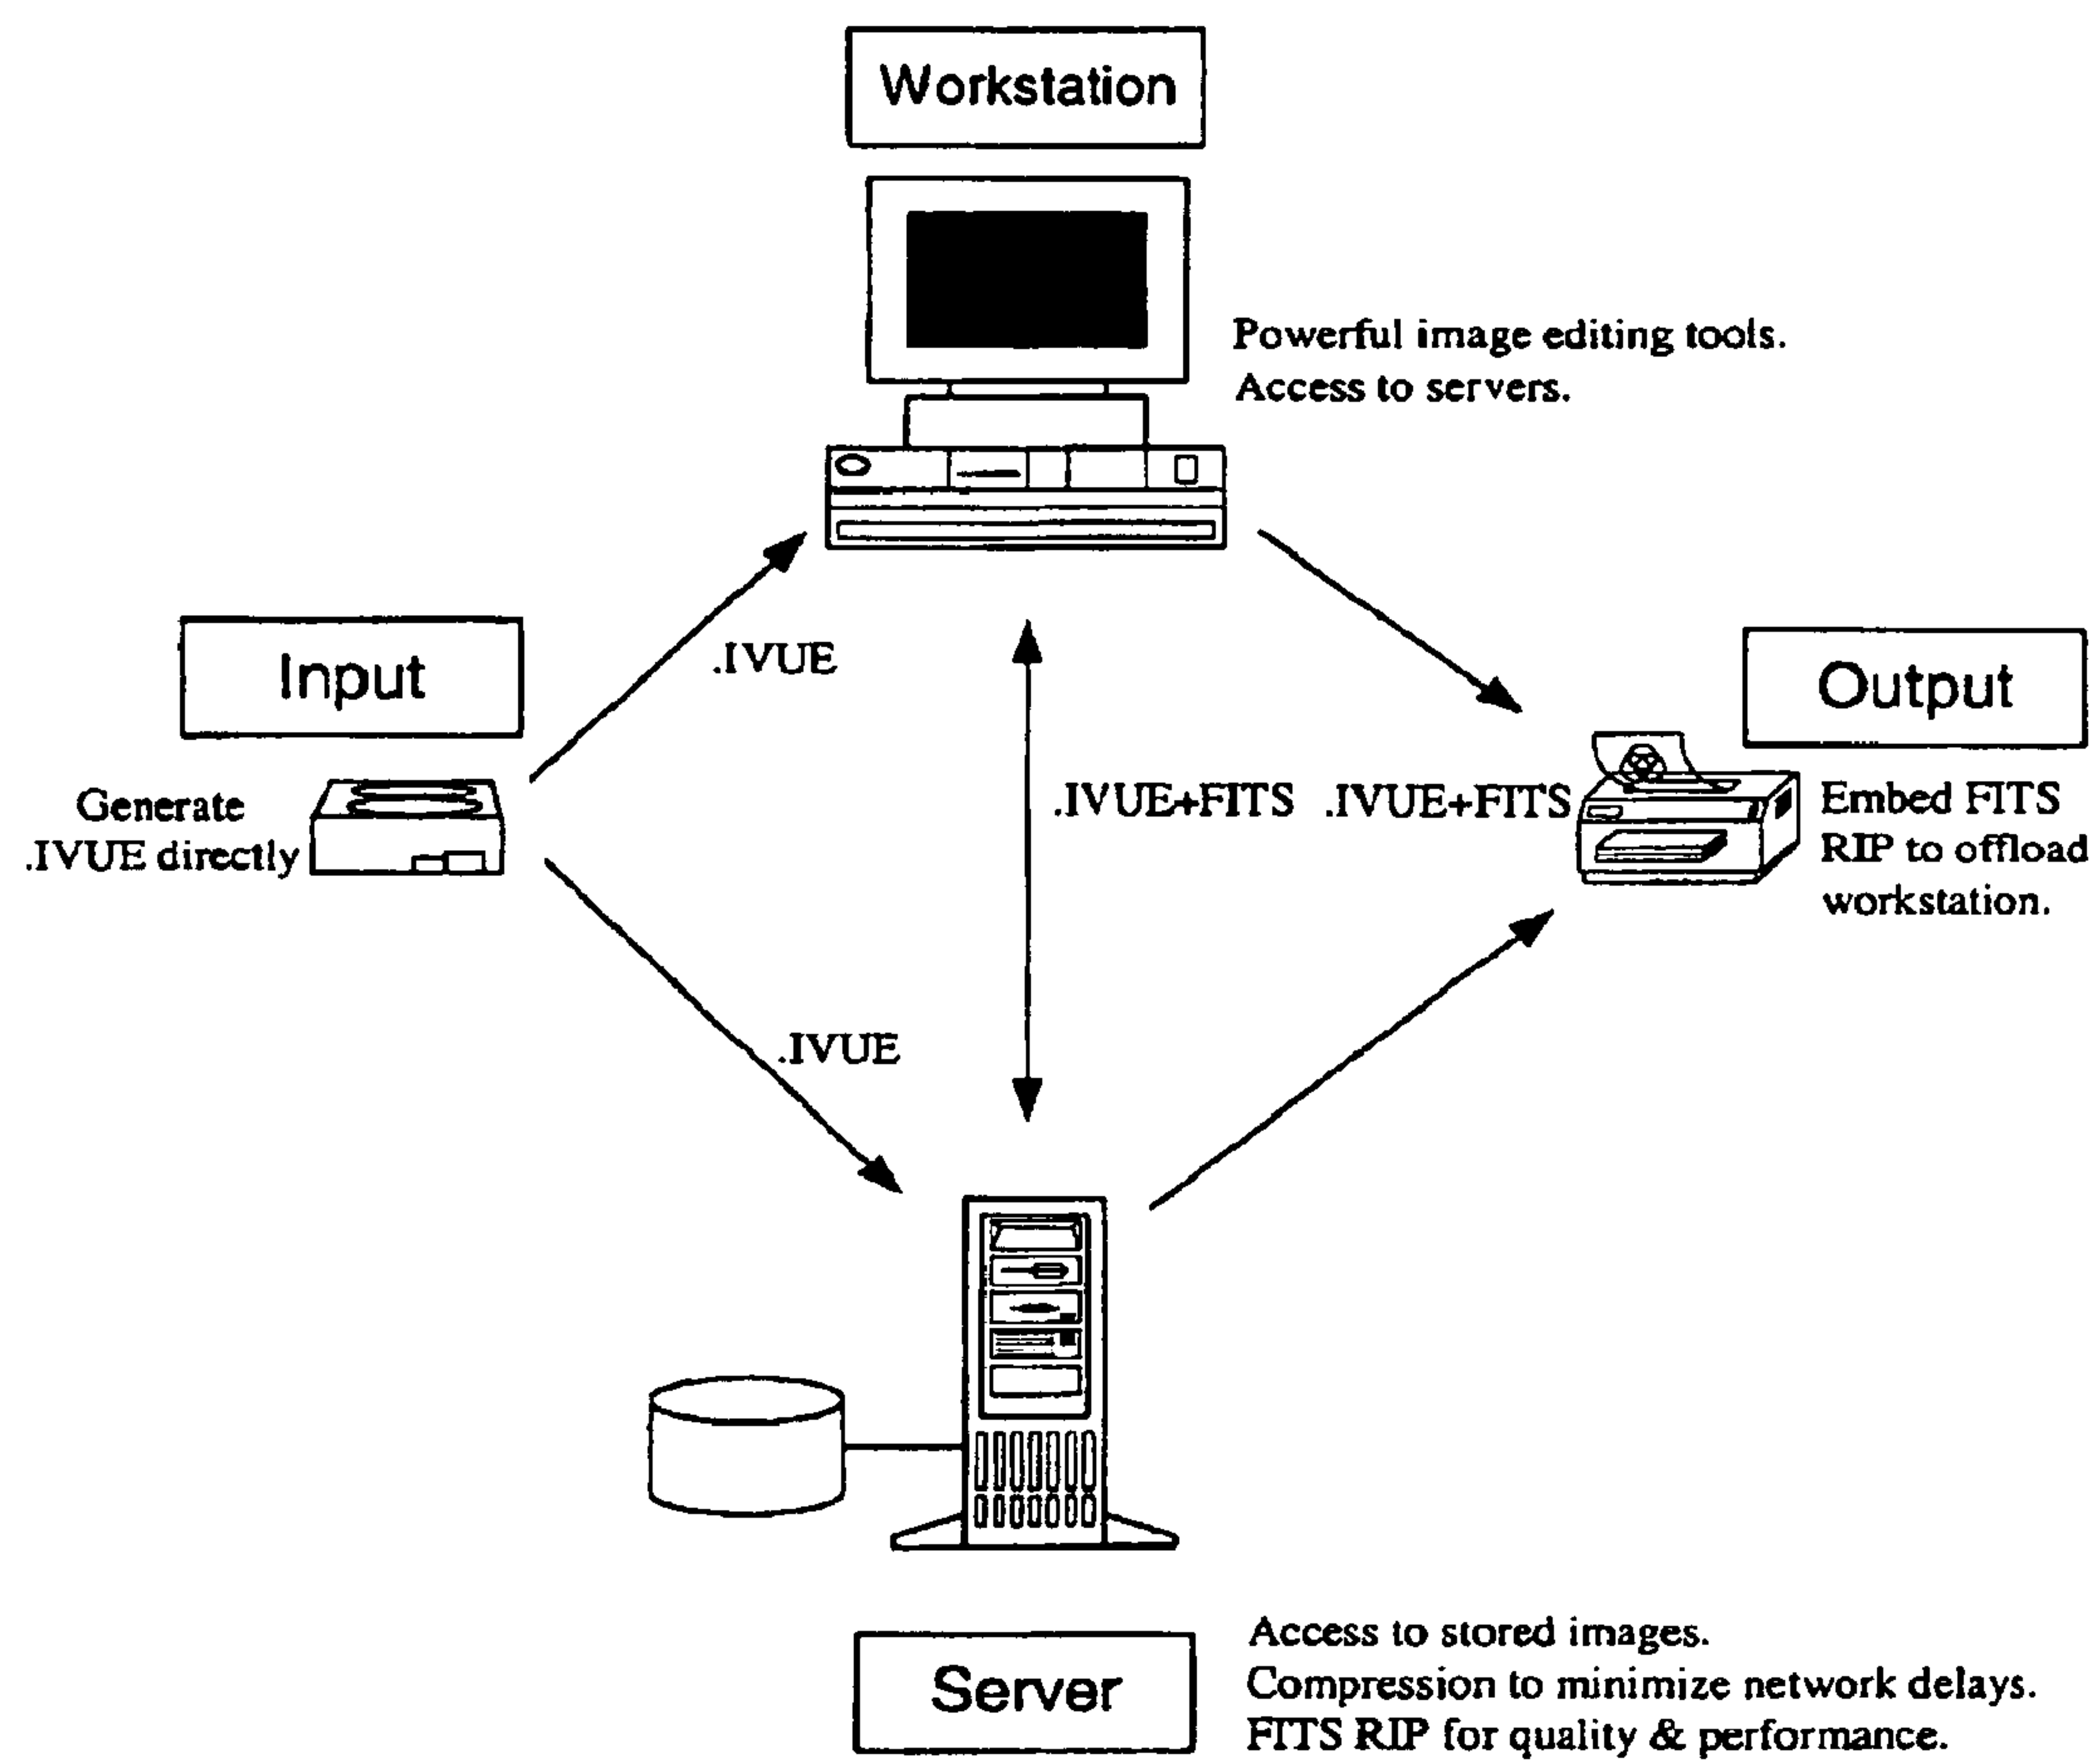 Workstation
Powerful image editing tools.
Access to servers.
.IVUE
Input
Output
Generate
.IVUE directly
.IVUE+FITS
.IVUE+FITS
Embed FITS
RIP to offload
workstation.
.IVUE
Server
Access to stored images.
Compression to minimize network delays.
FITS RIP for quality & performance.